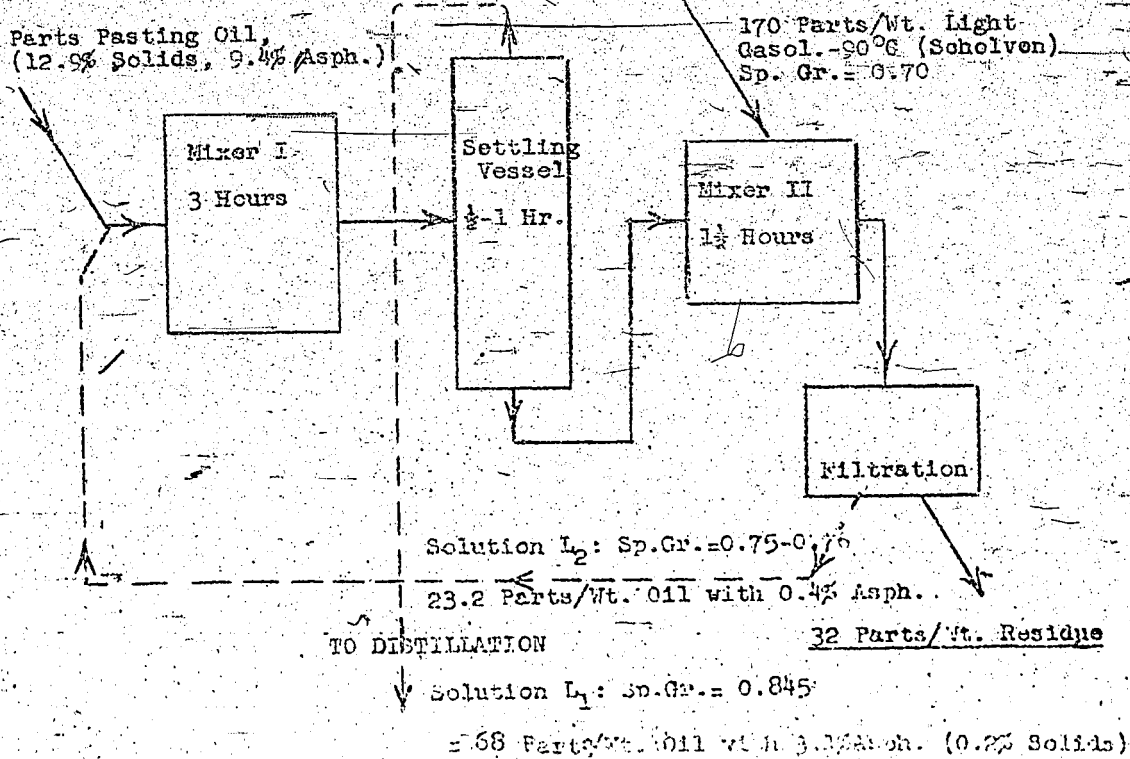 Parts Pasting Oil,
(12.9% Solids, 9.4% Asph.)
170 Parts/Wt. Light
Gasol.-90°C (Scholven)
Sp. Gr.= 0.70
Mixer I
3 Hours
Settling
Vessel
½-1 Hr.
Mixer II
1½ Hours
Filtration
Solution L₂: Sp.Gr.=0.75-0.76
23.2 Parts/Wt. Oil with 0.4% Asph.
32 Parts/Wt. Residue
TO DISTILLATION
Solution L₁: Sp.Gr.= 0.845
= 68 Parts/Wt. Oil with Asph. (0.2% Solids)